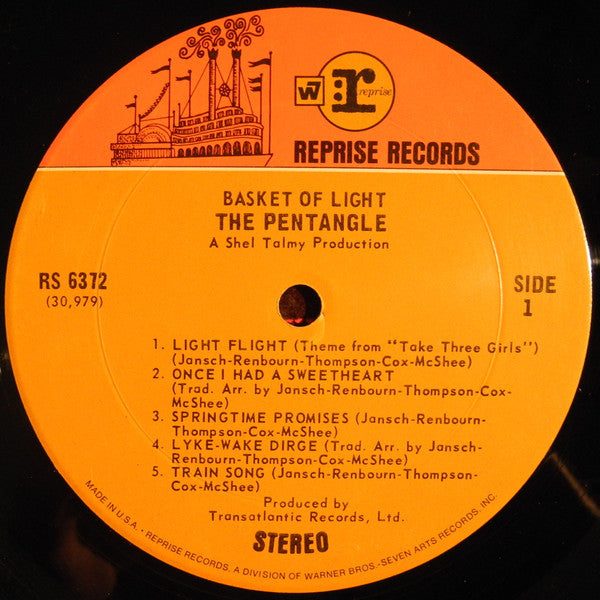 W7 r reprise
REPRISE RECORDS
BASKET OF LIGHT
THE PENTANGLE
A Shel Talmy Production
RS 6372
(30,979)
SIDE
1
1. LIGHT FLIGHT (Theme from "Take Three Girls")
(Jansch-Renbourn-Thompson-Cox-McShee)
2. ONCE I HAD A SWEETHEART
(Trad. Arr. by Jansch-Renbourn-Thompson-Cox-
McShee)
3. SPRINGTIME PROMISES (Jansch-Renbourn-
Thompson-Cox-McShee)
4. LYKE-WAKE DIRGE (Trad. Arr. by Jansch-
Renbourn-Thompson-Cox-McShee)
5. TRAIN SONG (Jansch-Renbourn-Thompson-
Cox-McShee)
Produced by
Transatlantic Records, Ltd.
STEREO
MADE IN U.S.A. • REPRISE RECORDS, A DIVISION OF WARNER BROS.-SEVEN ARTS RECORDS, INC.